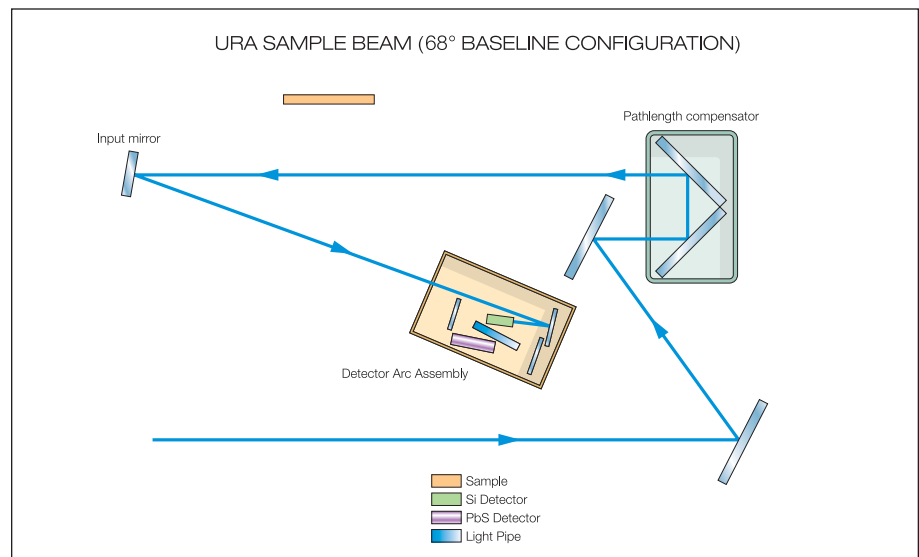 URA SAMPLE BEAM (68° BASELINE CONFIGURATION)
Pathlength compensator
Input mirror
Detector Arc Assembly
Sample
Si Detector
PbS Detector
Light Pipe